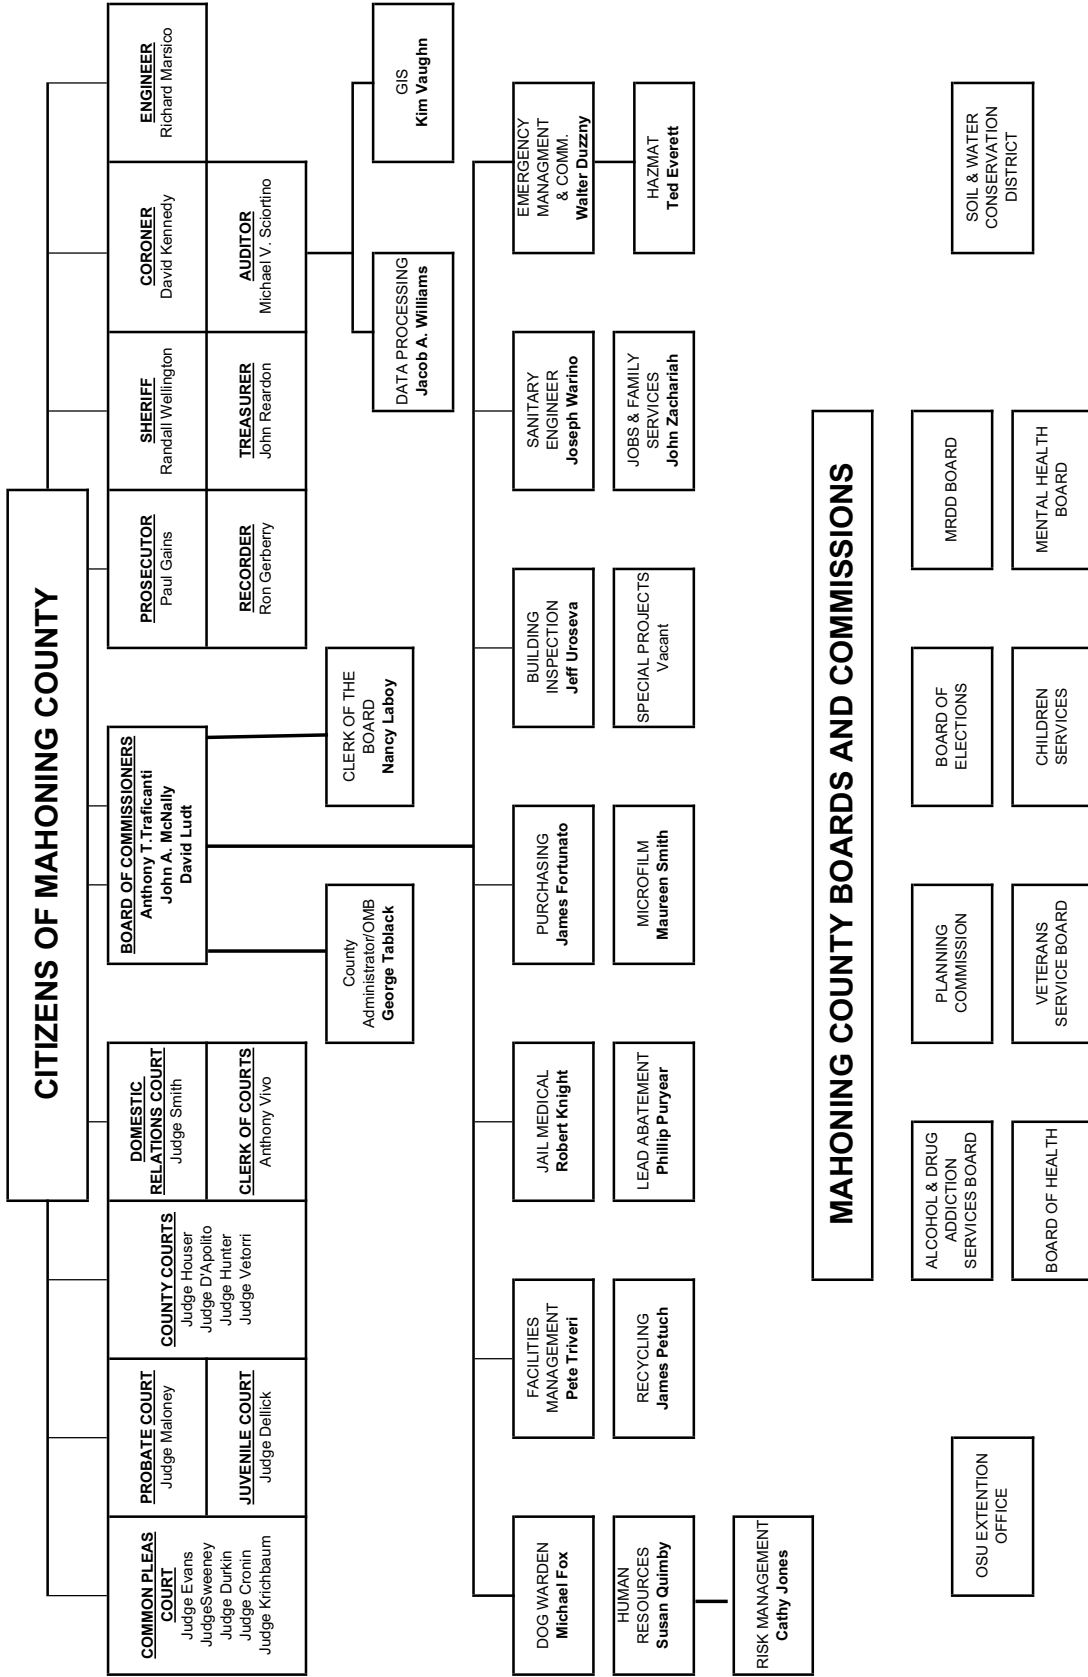 CITIZENS OF MAHONING COUNTY
COMMON PLEAS
COURT
Judge Evans
JudgeSweeney
Judge Durkin
Judge Cronin
Judge Krichbaum
PROBATE COURT
Judge Maloney
JUVENILE COURT
Judge Dellick
COUNTY COURTS
Judge Houser
Judge D'Apolito
Judge Hunter
Judge Vetorri
DOMESTIC
RELATIONS COURT
Judge Smith
CLERK OF COURTS
Anthony Vivo
BOARD OF COMMISSIONERS
Anthony T.Traficanti
John A. McNally
David Ludt
PROSECUTOR
Paul Gains
RECORDER
Ron Gerberry
SHERIFF
Randall Wellington
TREASURER
John Reardon
CORONER
David Kennedy
AUDITOR
Michael V. Sciortino
ENGINEER
Richard Marsico
County
Administrator/OMB
George Tablack
CLERK OF THE
BOARD
Nancy Laboy
DATA PROCESSING
Jacob A. Williams
GIS
Kim Vaughn
DOG WARDEN
Michael Fox
FACILITIES
MANAGEMENT
Pete Triveri
JAIL MEDICAL
Robert Knight
PURCHASING
James Fortunato
BUILDING
INSPECTION
Jeff Uroseva
SANITARY
ENGINEER
Joseph Warino
EMERGENCY
MANAGMENT
& COMM.
Walter Duzzny
HUMAN
RESOURCES
Susan Quimby
RECYCLING
James Petuch
LEAD ABATEMENT
Phillip Puryear
MICROFILM
Maureen Smith
SPECIAL PROJECTS
Vacant
JOBS & FAMILY
SERVICES
John Zachariah
HAZMAT
Ted Everett
RISK MANAGEMENT
Cathy Jones
MAHONING COUNTY BOARDS AND COMMISSIONS
OSU EXTENTION
OFFICE
ALCOHOL & DRUG
ADDICTION
SERVICES BOARD
PLANNING
COMMISSION
BOARD OF
ELECTIONS
MRDD BOARD
SOIL & WATER
CONSERVATION
DISTRICT
BOARD OF HEALTH
VETERANS
SERVICE BOARD
CHILDREN
SERVICES
MENTAL HEALTH
BOARD